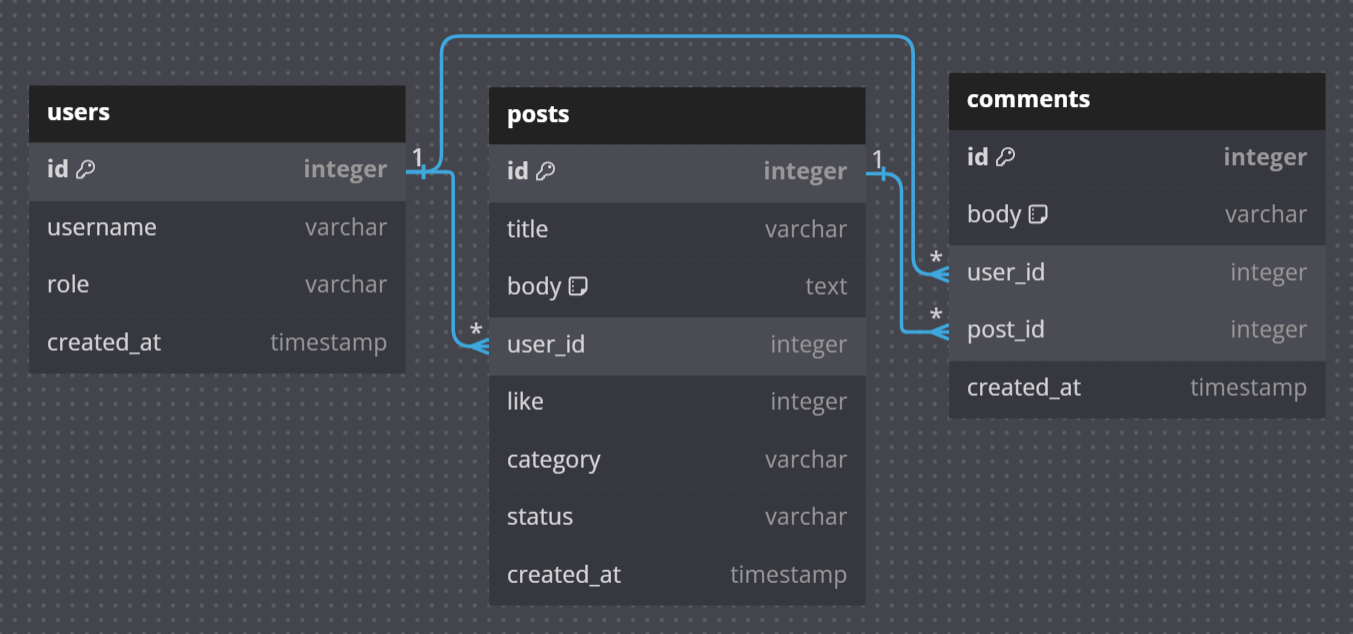 users
id integer
username varchar
role varchar
created_at timestamp
1
*
posts
id integer
title varchar
body text
user_id integer
like integer
category varchar
status varchar
created_at timestamp
1
*
*
comments
id integer
body varchar
user_id integer
post_id integer
created_at timestamp